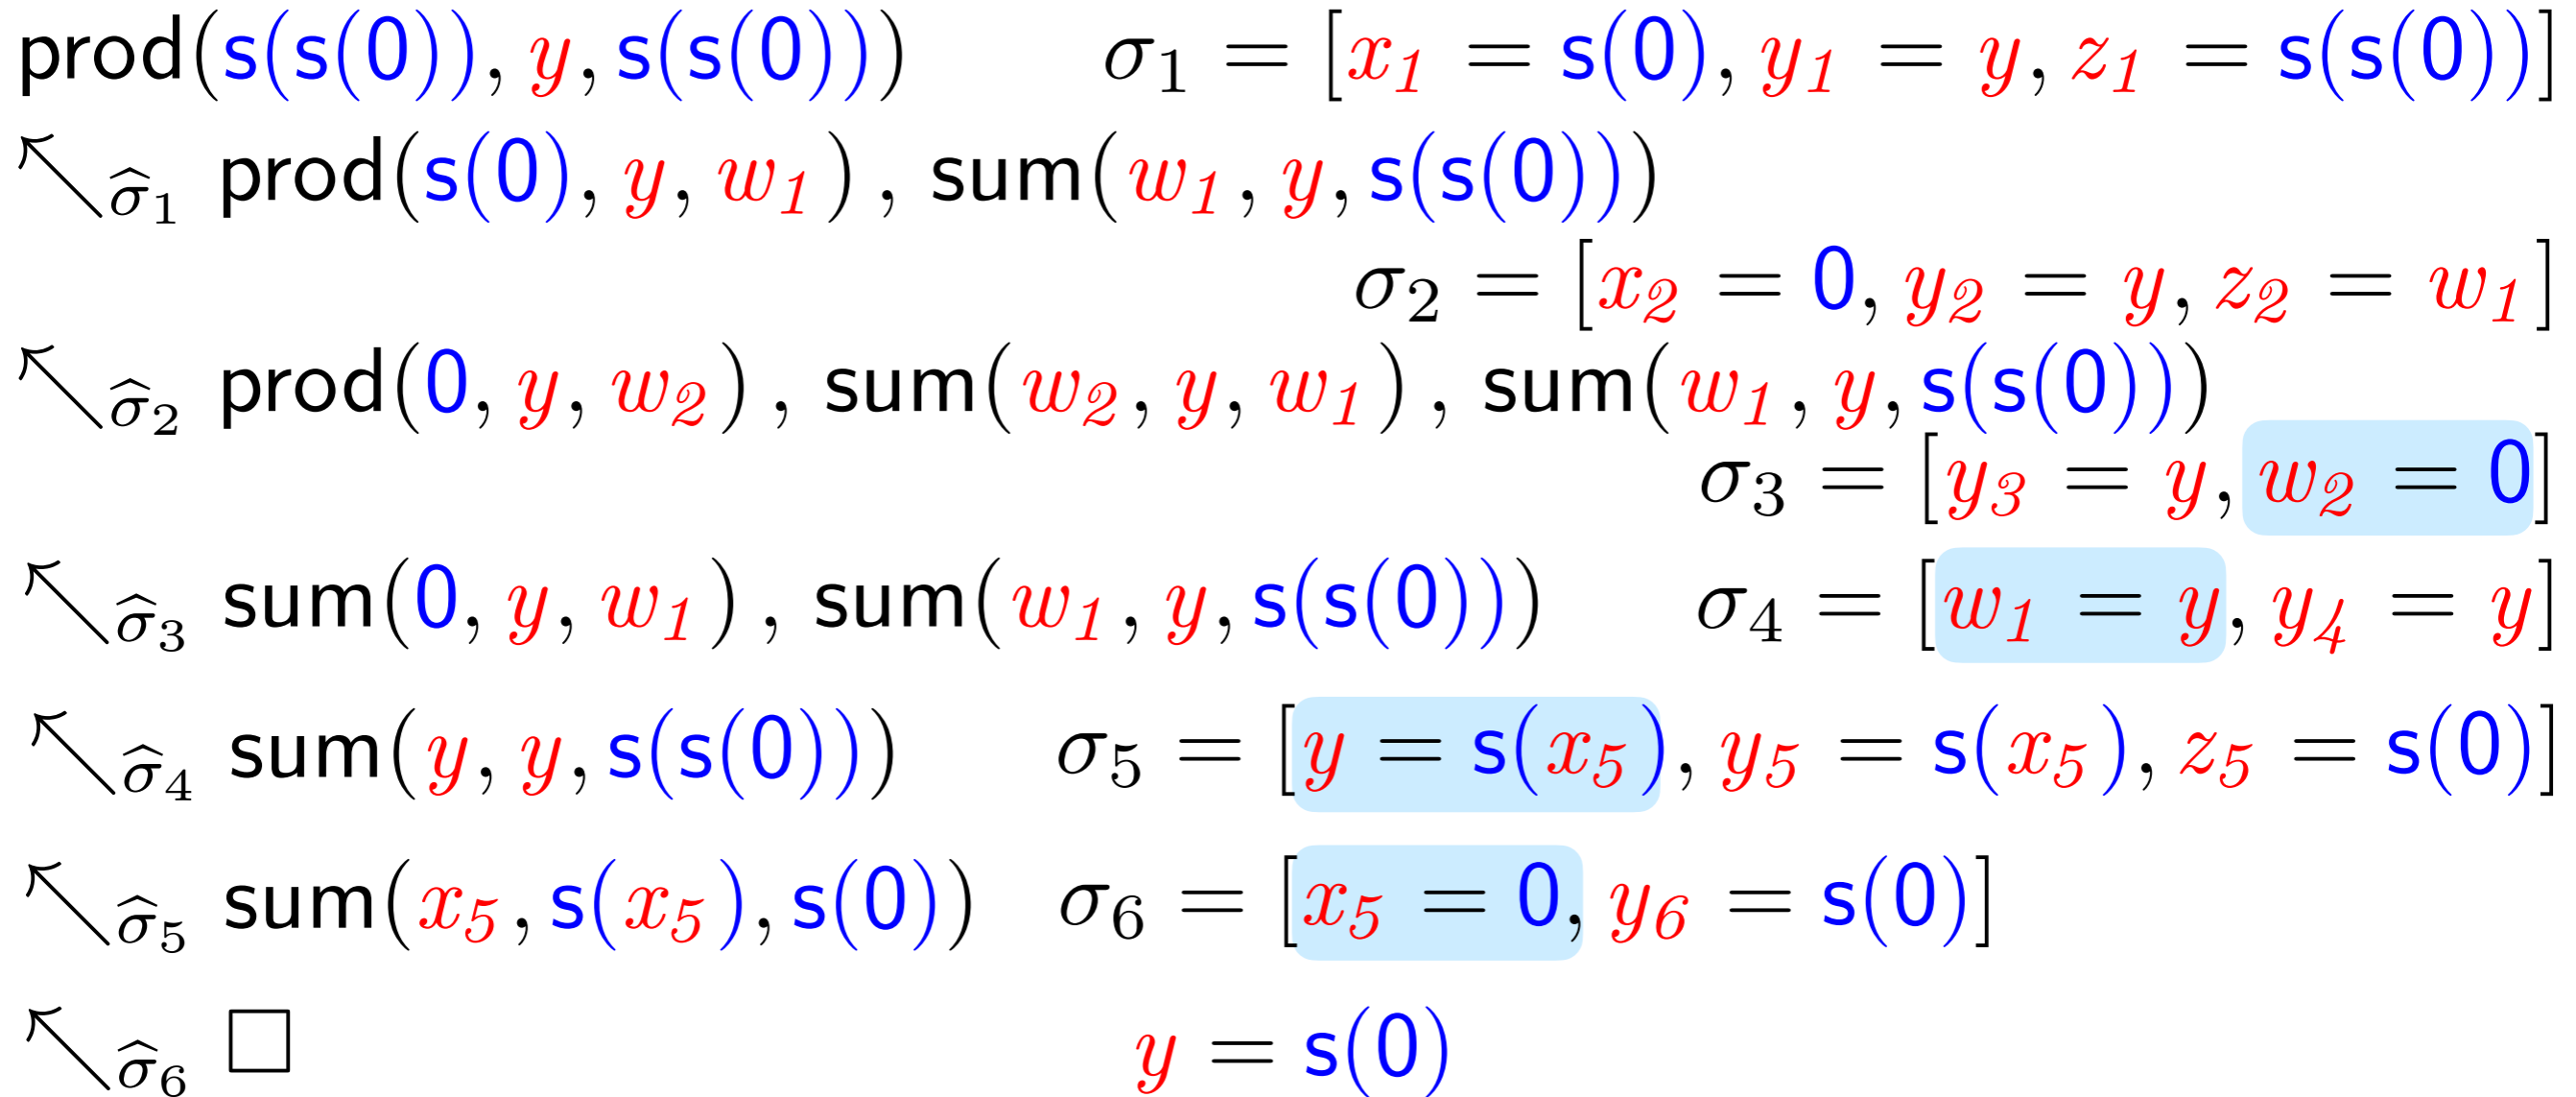 prod(s(s(0)), y, s(s(0))) σ₁ = [x₁ = s(0), y₁ = y, z₁ = s(s(0))]
↖σ̂₁ prod(s(0), y, w₁) , sum(w₁, y, s(s(0)))
σ₂ = [x₂ = 0, y₂ = y, z₂ = w₁]
↖σ̂₂ prod(0, y, w₂) , sum(w₂, y, w₁) , sum(w₁, y, s(s(0)))
σ₃ = [y₃ = y, w₂ = 0]
↖σ̂₃ sum(0, y, w₁) , sum(w₁, y, s(s(0))) σ₄ = [w₁ = y, y₄ = y]
↖σ̂₄ sum(y, y, s(s(0))) σ₅ = [y = s(x₅), y₅ = s(x₅), z₅ = s(0)]
↖σ̂₅ sum(x₅, s(x₅), s(0)) σ₆ = [x₅ = 0, y₆ = s(0)]
↖σ̂₆ □ y = s(0)